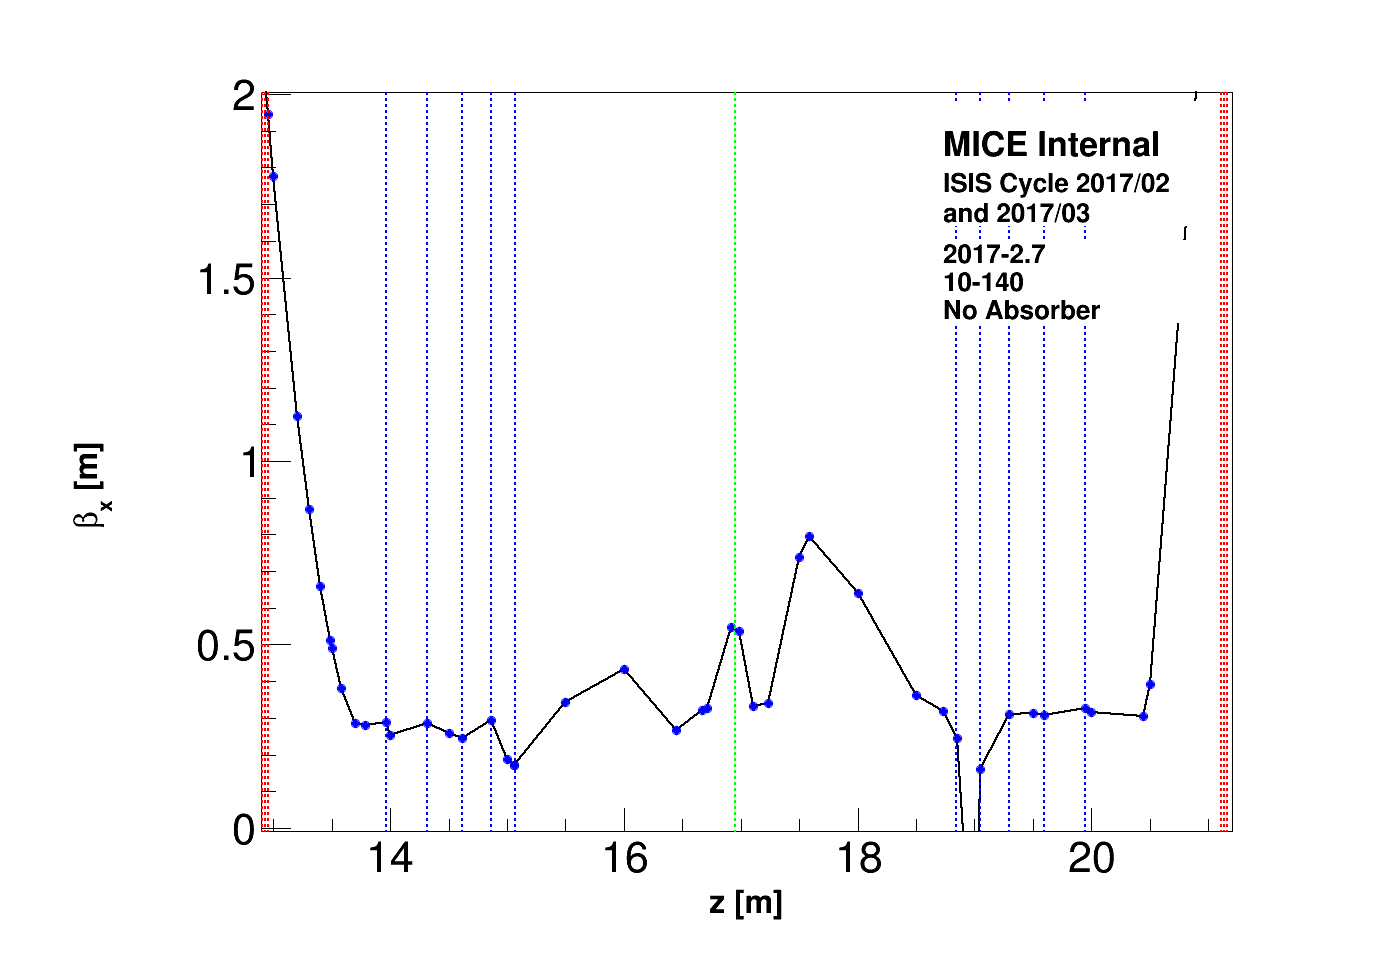 2
1.5
1
0.5
0
βx [m]
14
16
18
20
z [m]
MICE Internal
ISIS Cycle 2017/02
and 2017/03
2017-2.7
10-140
No Absorber